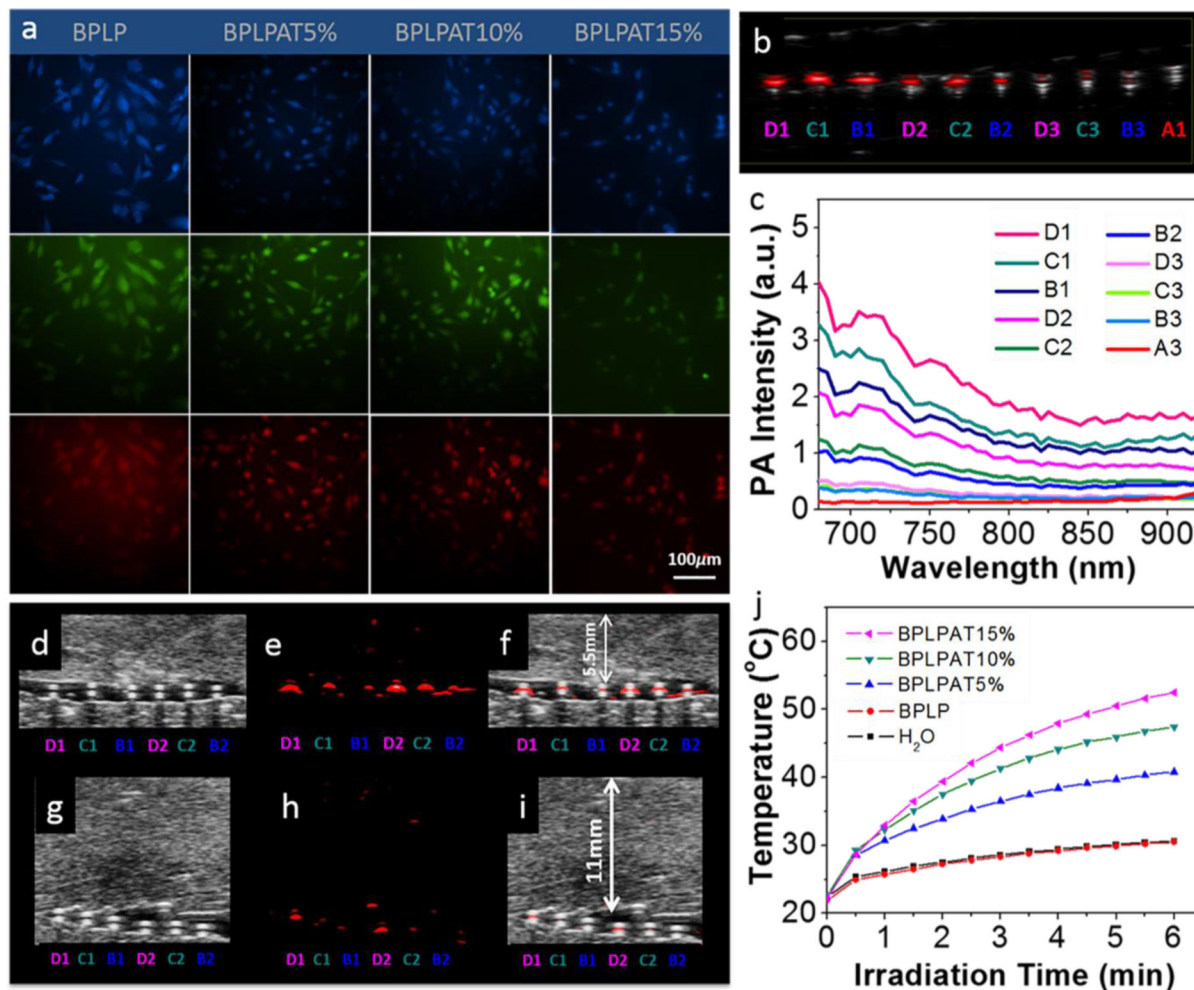 a
BPLP BPLPAT5% BPLPAT10% BPLPAT15%
100μm
b
D1 C1 B1 D2 C2 B2 D3 C3 B3 A1
c
PA Intensity (a.u.)
5
4
3
2
1
0
D1 B2
C1 D3
B1 C3
D2 B3
C2 A3
700 750 800 850 900
Wavelength (nm)
d
D1 C1 B1 D2 C2 B2
e
D1 C1 B1 D2 C2 B2
f
5.5mm
D1 C1 B1 D2 C2 B2
g
D1 C1 B1 D2 C2 B2
h
D1 C1 B1 D2 C2 B2
i
11mm
D1 C1 B1 D2 C2 B2
j
Temperature (°C)
60
50
40
30
20
BPLPAT15%
BPLPAT10%
BPLPAT5%
BPLP
H₂O
0 1 2 3 4 5 6
Irradiation Time (min)